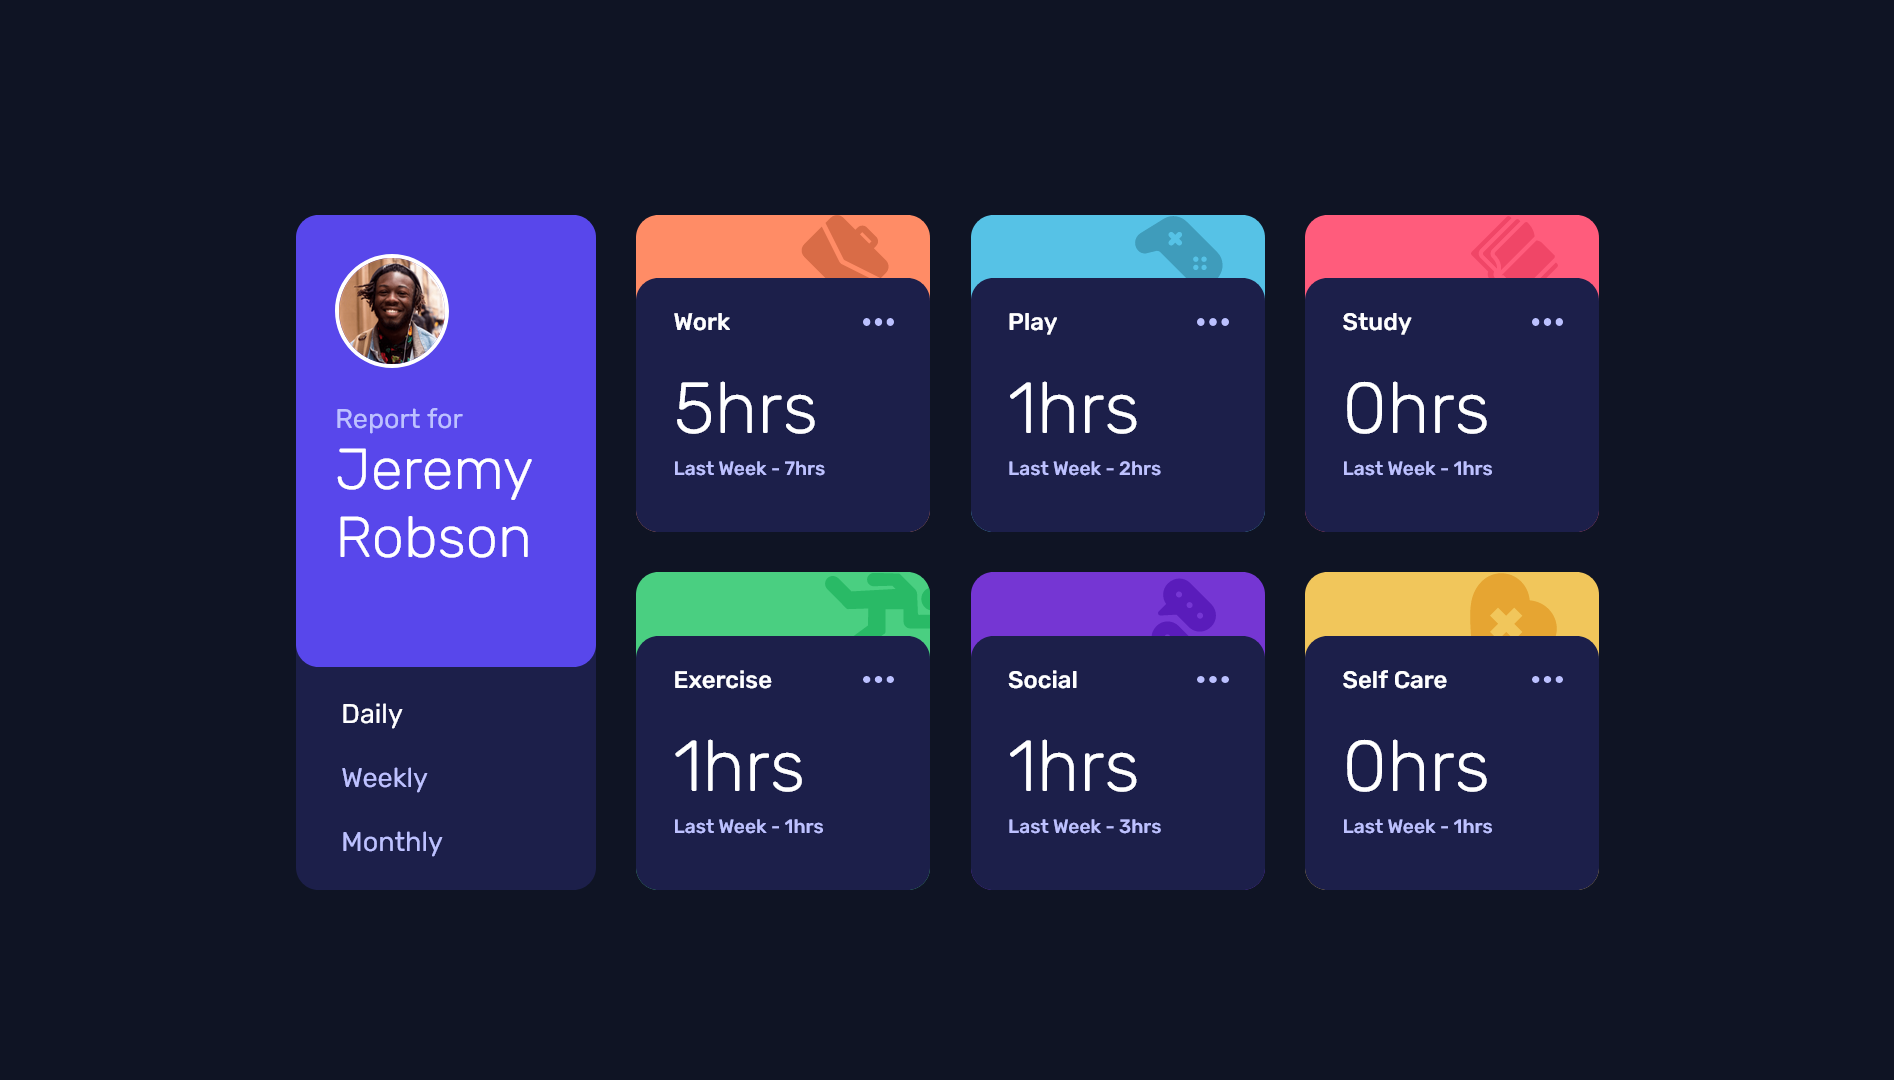 Report for
Jeremy
Robson
Daily
Weekly
Monthly
Work
5hrs
Last Week - 7hrs
Play
1hrs
Last Week - 2hrs
Study
0hrs
Last Week - 1hrs
Exercise
1hrs
Last Week - 1hrs
Social
1hrs
Last Week - 3hrs
Self Care
0hrs
Last Week - 1hrs